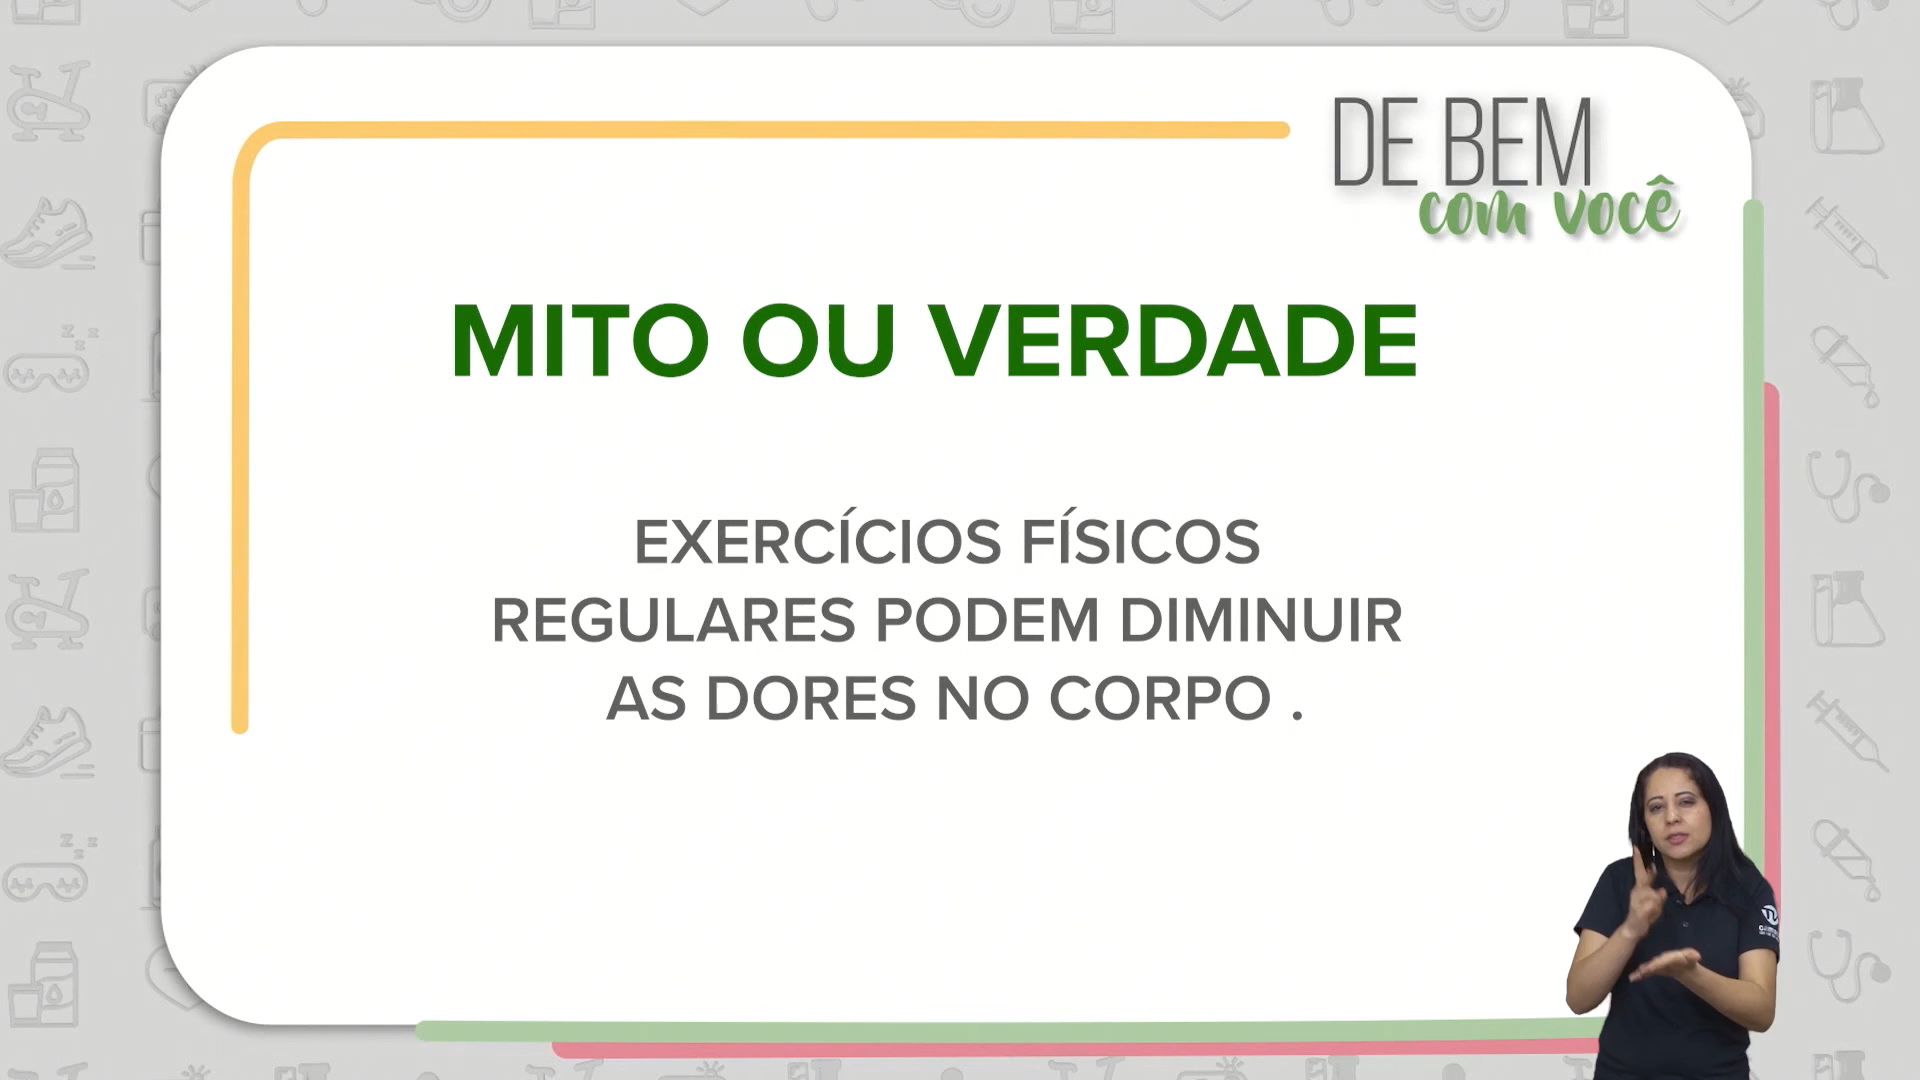 DE BEM
com você
MITO OU VERDADE
EXERCÍCIOS FÍSICOS
REGULARES PODEM DIMINUIR
AS DORES NO CORPO .